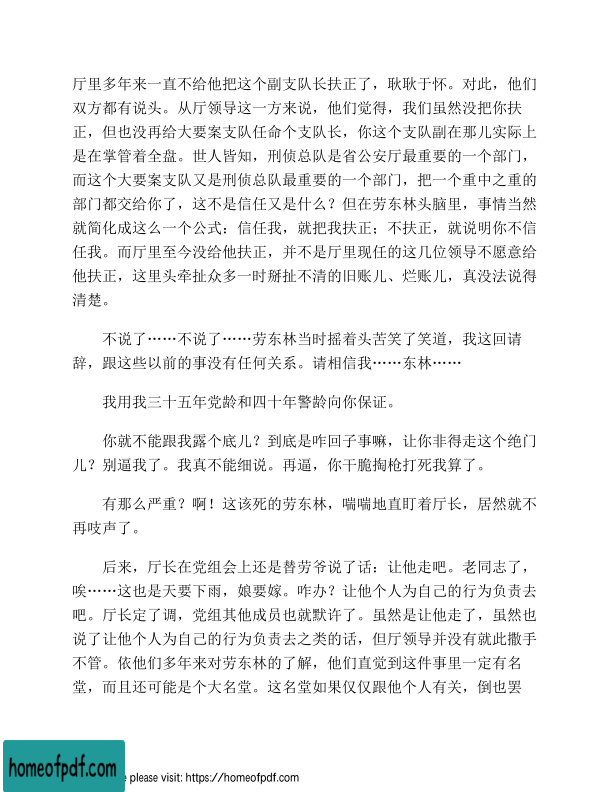 厅里多年来一直不给他把这个副支队长扶正了，耿耿于怀。对此，他们
双方都有说头。从厅领导这一方来说，他们觉得，我们虽然没把你扶
正，但也没再给大要案支队任命个支队长，你这个支队副在那儿实际上
是在掌管着全盘。世人皆知，刑侦总队是省公安厅最重要的一个部门，
而这个大要案支队又是刑侦总队最重要的一个部门，把一个重中之重的
部门都交给你了，这不是信任又是什么？但在劳东林头脑里，事情当然
就简化成这么一个公式：信任我，就把我扶正；不扶正，就说明你不信
任我。而厅里至今没给他扶正，并不是厅里现任的这几位领导不愿意给
他扶正，这里头牵扯众多一时掰扯不清的旧账儿、烂账儿，真没法说得
清楚。
不说了……不说了……劳东林当时摇着头苦笑了笑道，我这回请
辞，跟这些以前的事没有任何关系。请相信我……东林……
我用我三十五年党龄和四十年警龄向你保证。
你就不能跟我露个底儿？到底是咋回子事嘛，让你非得走这个绝门
儿？别逼我了。我真不能细说。再逼，你干脆掏枪打死我算了。
有那么严重？啊！这该死的劳东林，喘喘地直盯着厅长，居然就不
再吱声了。
后来，厅长在党组会上还是替劳爷说了话：让他走吧。老同志了，
唉……这也是天要下雨，娘要嫁。咋办？让他个人为自己的行为负责去
吧。厅长定了调，党组其他成员也就默许了。虽然是让他走了，虽然也
说了让他个人为自己的行为负责去之类的话，但厅领导并没有就此撒手
不管。依他们多年来对劳东林的了解，他们直觉到这件事里一定有名
堂，而且还可能是个大名堂。这名堂如果仅仅跟他个人有关，倒也罢
homeofpdf.com
e please visit: https://homeofpdf.com